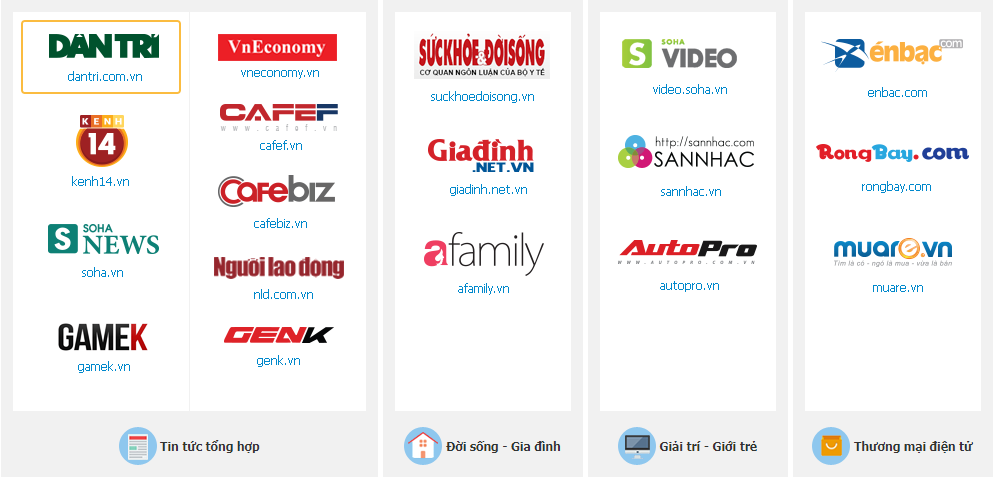 DÂN TRÍ
dantri.com.vn
KENH
14
kenh14.vn
S SOHA
NEWS
soha.vn
GAMEK
gamek.vn
VnEconomy
vneconomy.vn
CAFEF
www.cafef.vn
cafef.vn
CafeBiz
cafebiz.vn
Người lao động
nld.com.vn
GENK
genk.vn
Tin tức tổng hợp
SỨCKHỎE&ĐỜISỐNG
CƠ QUAN NGÔN LUẬN CỦA BỘ Y TẾ
suckhoedoisong.vn
Giađình
.NET.VN
giadinh.net.vn
afamily
afamily.vn
Đời sống - Gia đình
S SOHA
VIDEO
video.soha.vn
http://sannhac.com
SANNHAC
sannhac.vn
AutoPro
WWW.AUTOPRO.COM.VN
autopro.vn
Giải trí - Giới trẻ
énbạc.com
enbac.com
RongBay.com
rongbay.com
muare.vn
Tìm là có - ngó là mua - vừa là bán
muare.vn
Thương mại điện tử